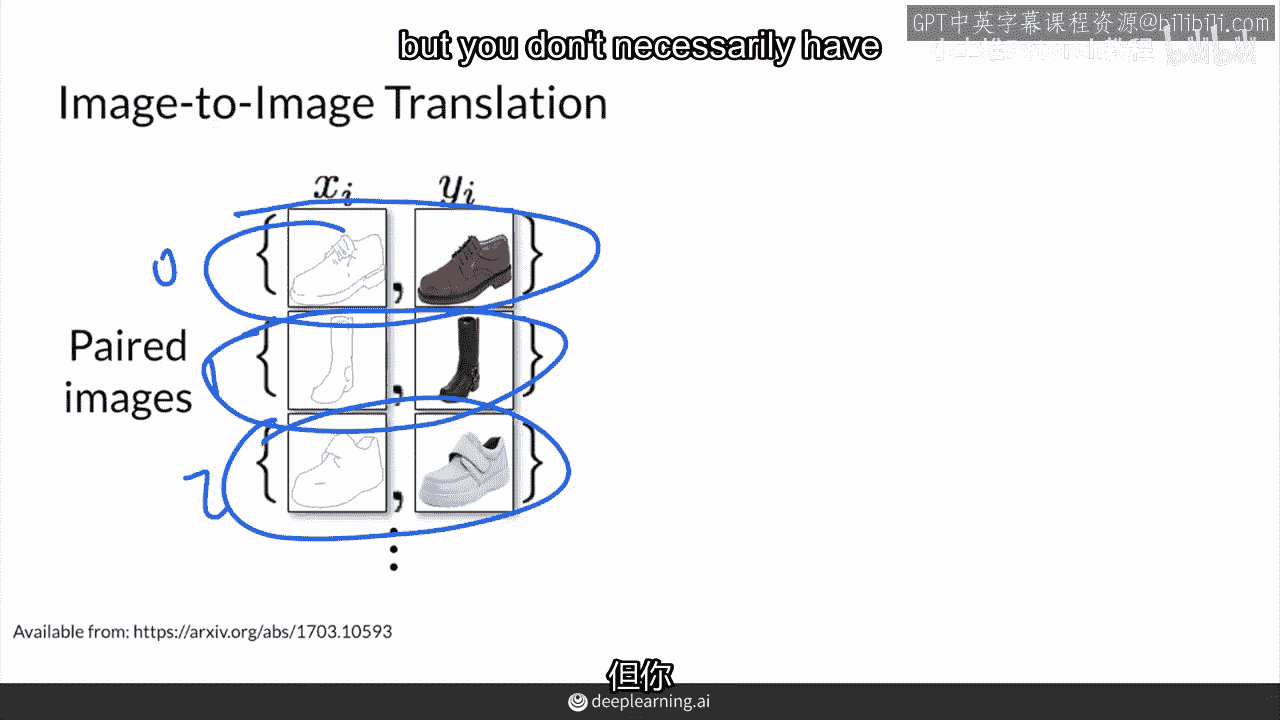 GPT中英字幕课程资源@bilibili.com
but you don't necessarily have
bilibili
Image-to-Image Translation
x_i y_i
{ , }
0
{ , }
Paired
images
{ , }
2
Available from: https://arxiv.org/abs/1703.10593
但你
deeplearning.ai